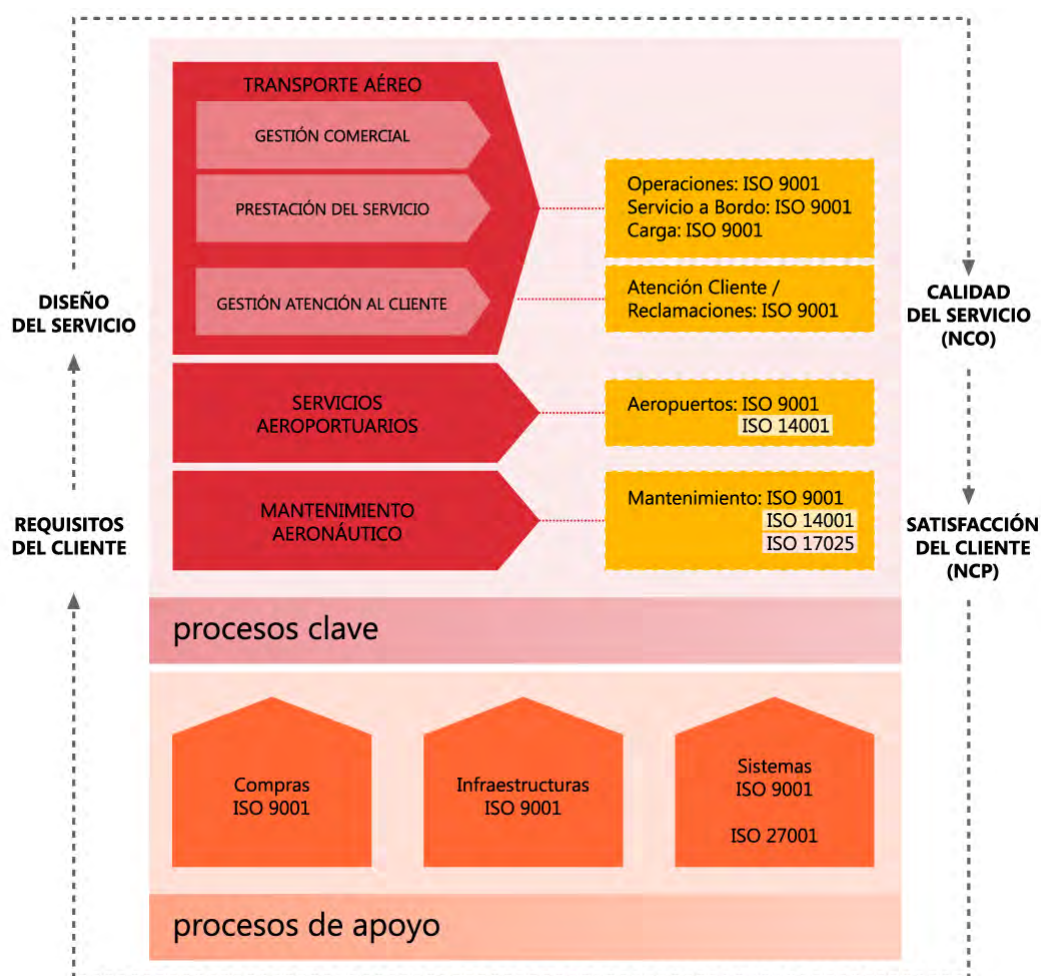 TRANSPORTE AÉREO
GESTIÓN COMERCIAL
PRESTACIÓN DEL SERVICIO
GESTIÓN ATENCIÓN AL CLIENTE
Operaciones: ISO 9001
Servicio a Bordo: ISO 9001
Carga: ISO 9001
Atención Cliente /
Reclamaciones: ISO 9001
DISEÑO
DEL SERVICIO
CALIDAD
DEL SERVICIO
(NCO)
SERVICIOS
AEROPORTUARIOS
Aeropuertos: ISO 9001
ISO 14001
MANTENIMIENTO
AERONÁUTICO
Mantenimiento: ISO 9001
ISO 14001
ISO 17025
REQUISITOS
DEL CLIENTE
SATISFACCIÓN
DEL CLIENTE
(NCP)
procesos clave
Compras
ISO 9001
Infraestructuras
ISO 9001
Sistemas
ISO 9001
ISO 27001
procesos de apoyo